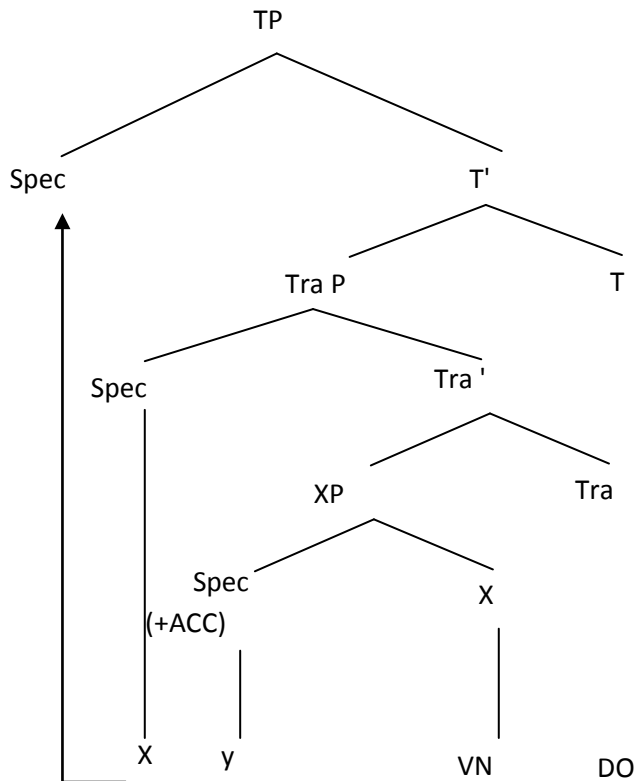 TP
Spec T'
Tra P T
Spec Tra '
XP Tra
Spec X
(+ACC)
X y VN DO